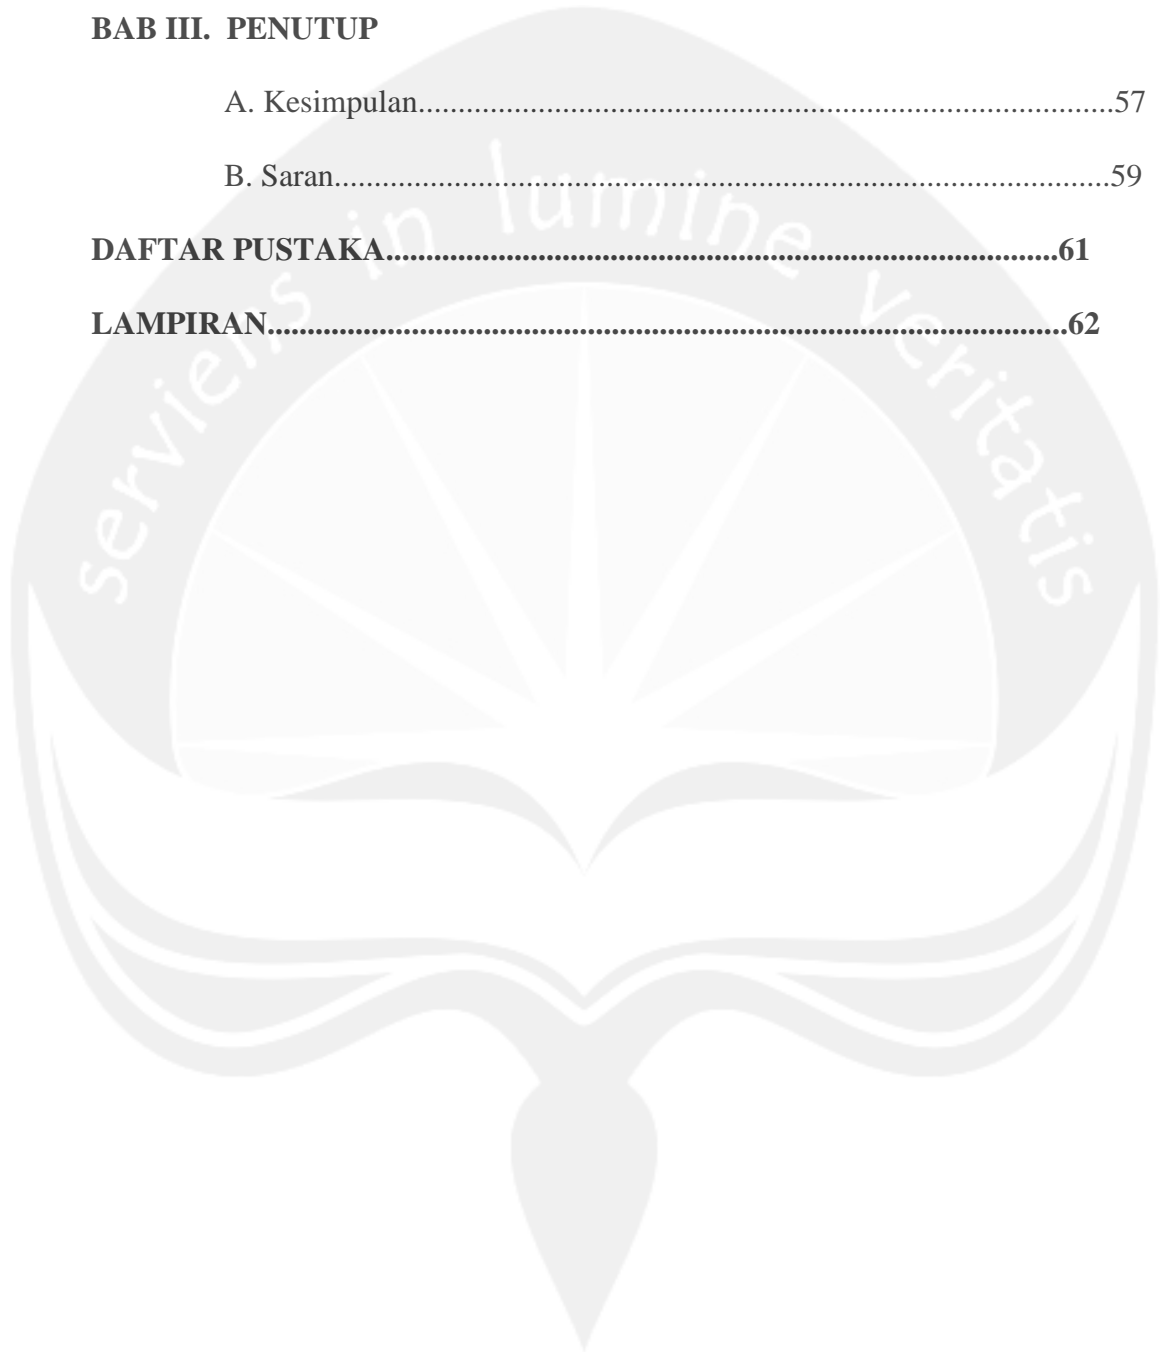 BAB III. PENUTUP
A. Kesimpulan.......................................................................................57
B. Saran.................................................................................................59
DAFTAR PUSTAKA....................................................................................61
LAMPIRAN....................................................................................................62
serviens in lumine veritatis